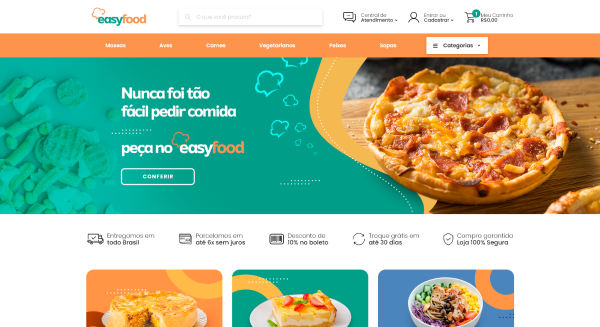 easyfood
O que você procura?
Central de
Atendimento
Entrar ou
Cadastrar
1
Meu Carrinho
R$0,00
Massas
Aves
Carnes
Vegetarianos
Peixes
Sopas
Categorias
Nunca foi tão
fácil pedir comida
peça no easyfood
CONFERIR
Entregamos em
todo Brasil
Parcelamos em
até 6x sem juros
Desconto de
10% no boleto
Troque grátis em
até 30 dias
Compra garantida
Loja 100% Segura